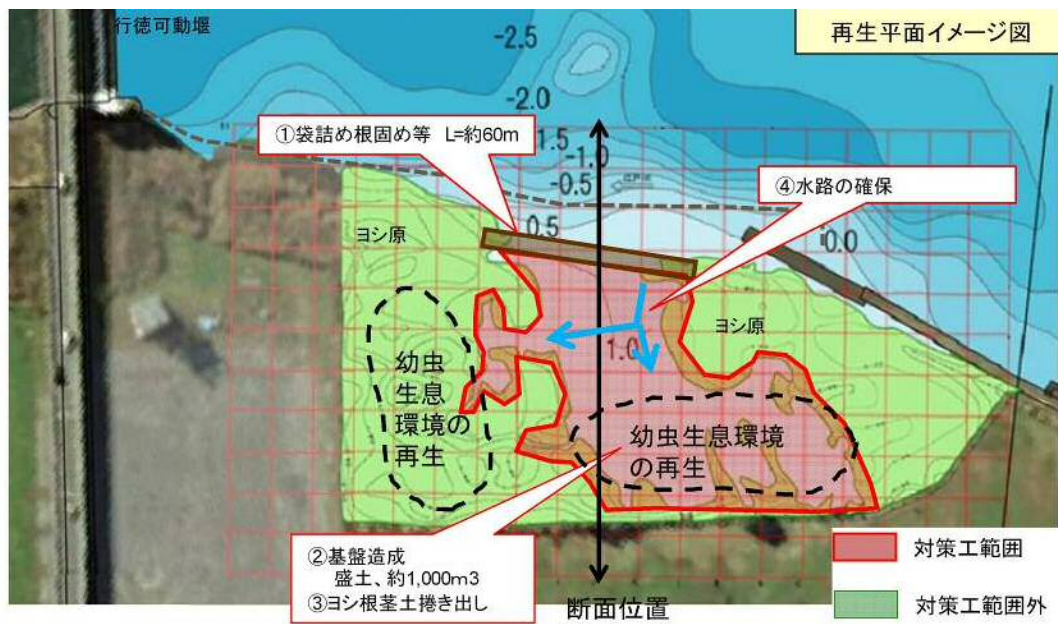 行徳可動堰
再生平面イメージ図
-2.5
-2.0
①袋詰め根固め等 L=約60m
1.5
-1.0
-0.5
④水路の確保
ヨシ原
0.5
0.0
ヨシ原
1.0
幼虫
生息
環境の
再生
幼虫生息環境
の再生
②基盤造成
盛土、約1,000m3
③ヨシ根茎土捲き出し
断面位置
対策工範囲
対策工範囲外